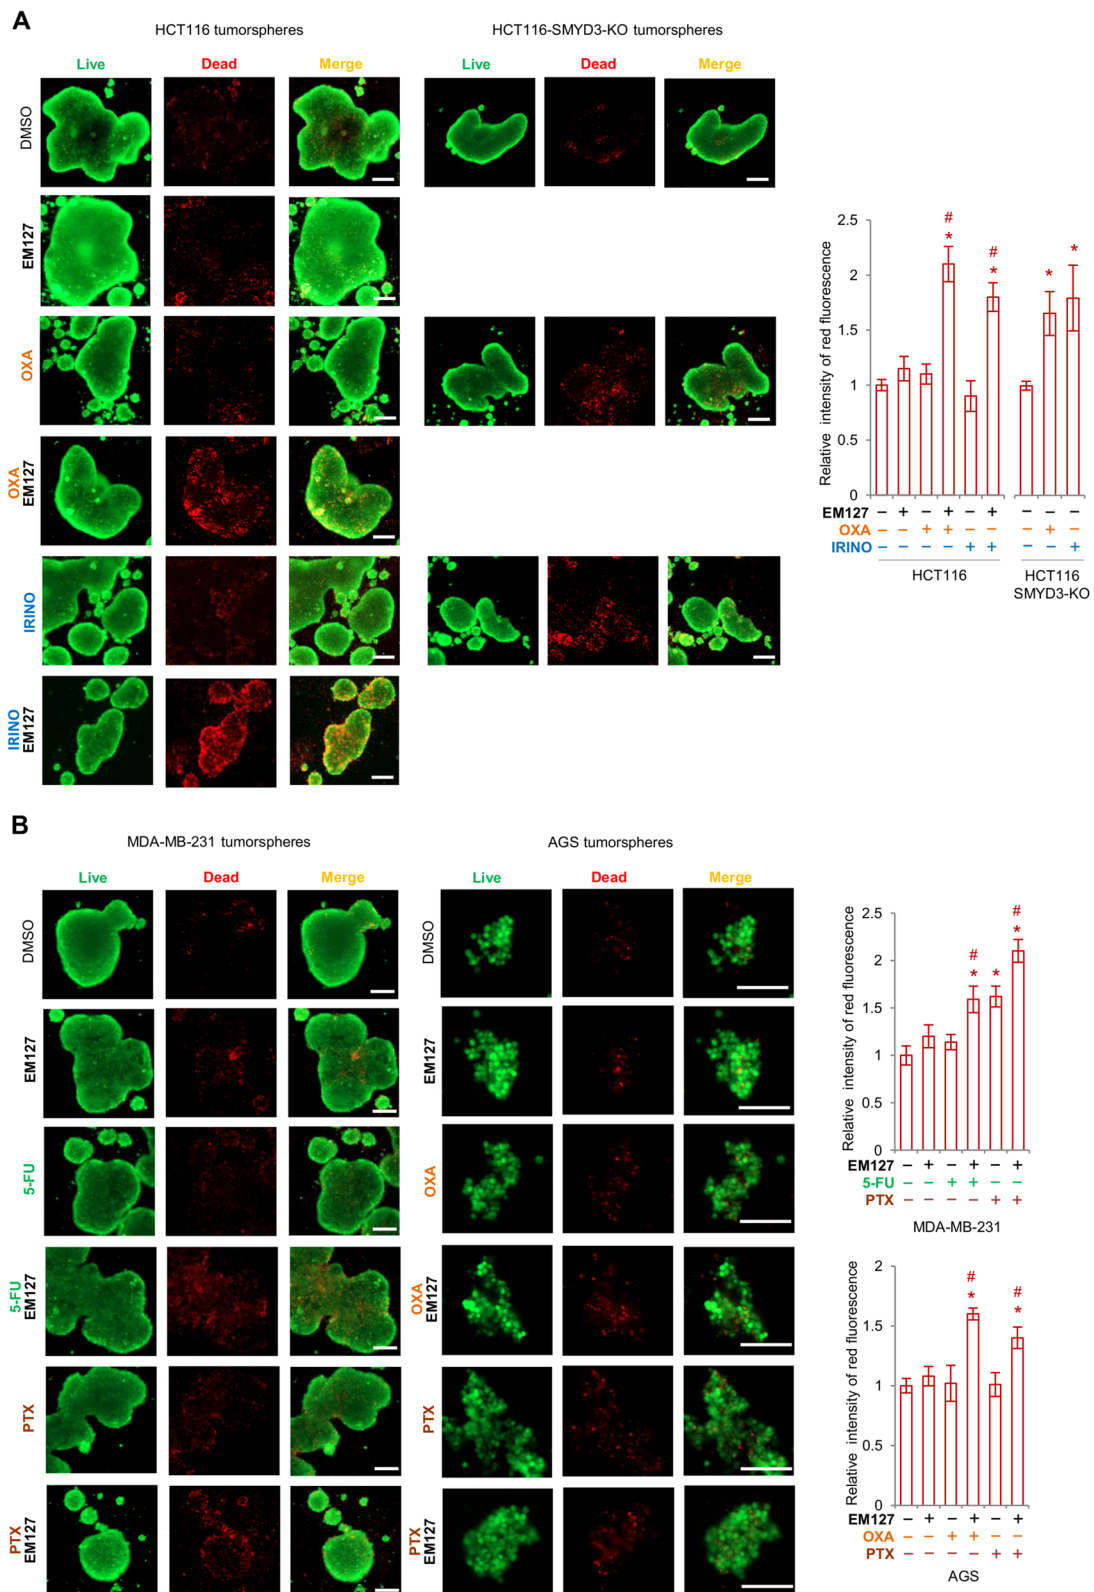 A
HCT116 tumorspheres
HCT116-SMYD3-KO tumorspheres
Live Dead Merge Live Dead Merge
DMSO
EM127
OXA
OXA
EM127
IRINO
IRINO
EM127
Relative intensity of red fluorescence
2.5
2
1.5
1
0.5
0
# * # * * *
EM127 – + – + – + – – –
OXA – – + + – – – + –
IRINO – – – – + + – – +
HCT116
HCT116
SMYD3-KO
B
MDA-MB-231 tumorspheres
AGS tumorspheres
Live Dead Merge Live Dead Merge
DMSO DMSO
EM127 EM127
5-FU OXA
5-FU OXA
EM127 EM127
PTX PTX
PTX PTX
EM127 EM127
Relative intensity of red fluorescence
2.5
2
1.5
1
0.5
0
# * * # *
EM127 – + – + – +
5-FU – – + + – –
PTX – – – – + +
MDA-MB-231
Relative intensity of red fluorescence
2
1.5
1
0.5
0
# * # *
EM127 – + – + – +
OXA – – + + – –
PTX – – – – + +
AGS